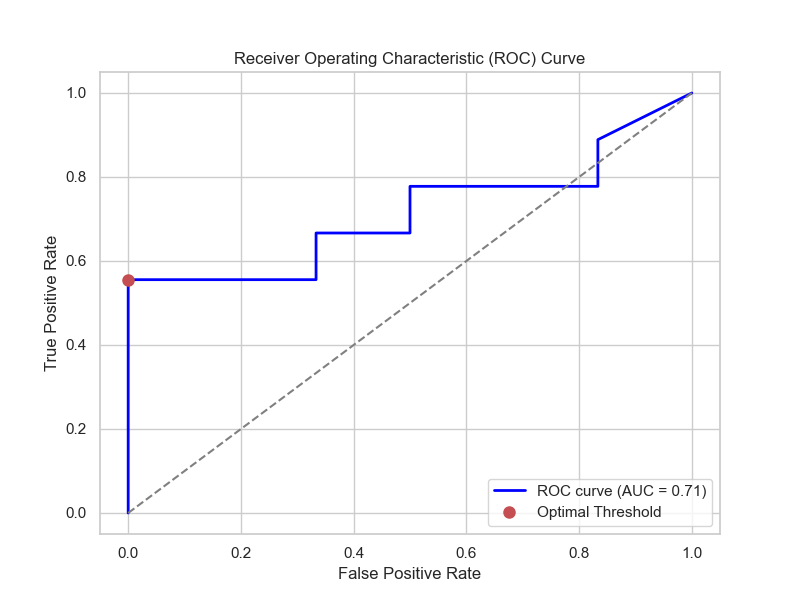 Receiver Operating Characteristic (ROC) Curve
True Positive Rate
1.0
0.8
0.6
0.4
0.2
0.0
0.0 0.2 0.4 0.6 0.8 1.0
False Positive Rate
ROC curve (AUC = 0.71)
Optimal Threshold